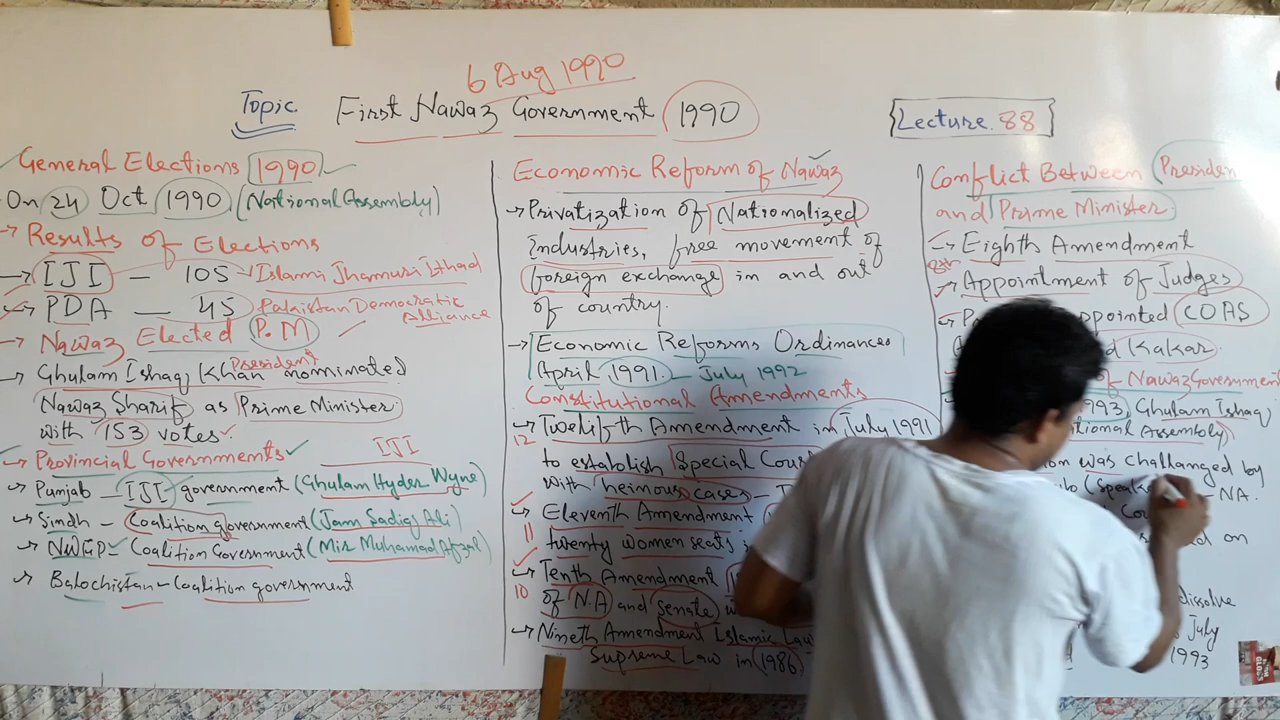 6 Aug 1990
Topic First Nawaz Government 1990
Lecture 88
General Elections 1990
On 24 Oct 1990 (National Assembly)
Results of Elections
IJI - 105 Islami Jhamuri Ithad
PDA - 45 Pakistan Democratic Alliance
Nawaz Elected P.M
President
Ghulam Ishaq Khan nominated
Nawaz Sharif as Prime Minister
with 153 votes.
IJI
Provincial Governments
Punjab - IJI government (Ghulam Hyder Wyne)
Sindh - Coalition government (Jam Sadiq Ali)
NWFP - Coalition Government (Mir Muhamad Afzal)
Balochistan - Coalition government
Economic Reform of Nawaz
Privatization of Nationalized
industries, free movement of
foreign exchange in and out
of country.
Economic Reforms Ordinances
April 1991 - July 1992
Constitutional Amendments
Twelfth Amendment in July 1991
12
to establish Special
with heinous cases -
Eleventh Amendment
11
twenty women seats
Tenth Amendment
10
of N.A and Senate
Nineth Amendment Islamic Law
Supreme Law in 1986
Conflict Between
and Prime Minister
Eighth Amendment
8th
Appointment of Judges
COAS
Kakar.
of Nawaz Government
1993, Ghulam Ishaq
Assembly)
was challanged by
- NA.
on
dissolve
July
1993